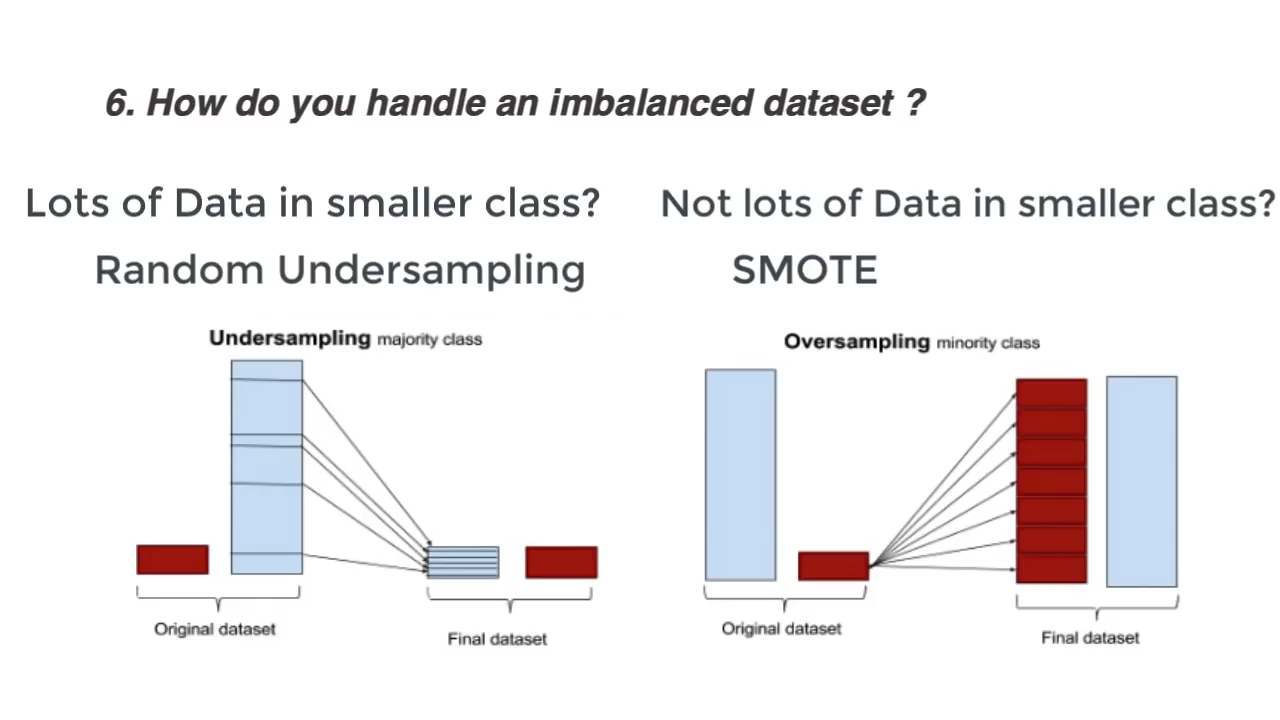 6. How do you handle an imbalanced dataset ?
Lots of Data in smaller class?
Random Undersampling
Undersampling majority class
Original dataset
Final dataset
Not lots of Data in smaller class?
SMOTE
Oversampling minority class
Original dataset
Final dataset